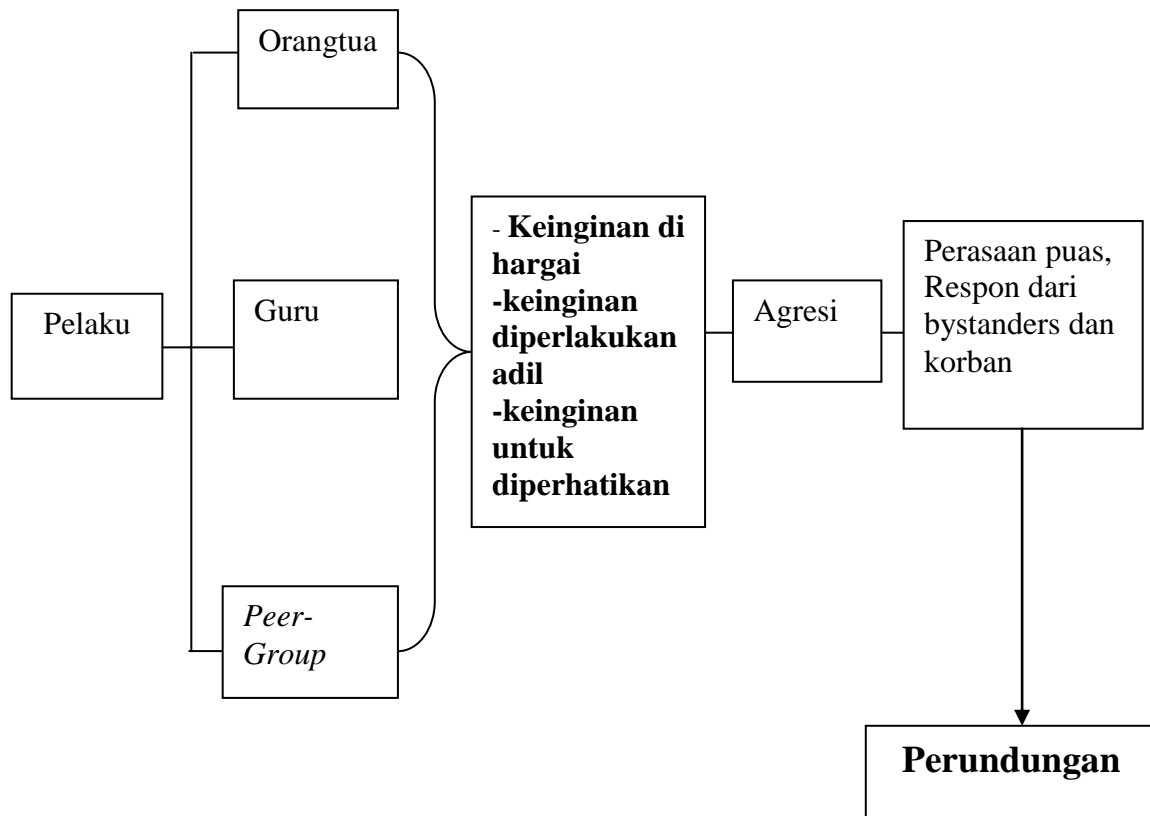 Orangtua
Pelaku
Guru
Peer-
Group
- Keinginan di
hargai
-keinginan
diperlakukan
adil
-keinginan
untuk
diperhatikan
Agresi
Perasaan puas,
Respon dari
bystanders dan
korban
Perundungan